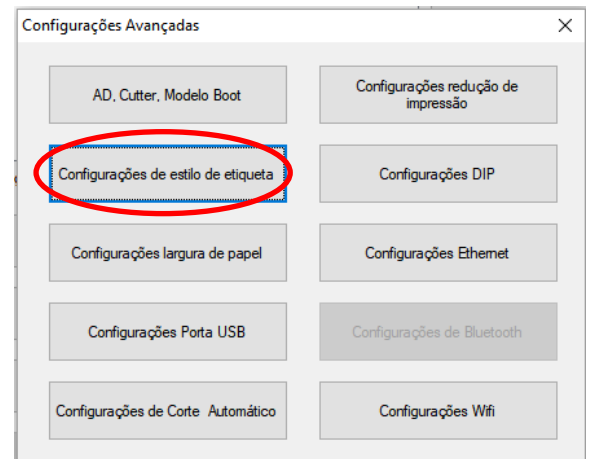 Configurações Avançadas
AD, Cutter, Modelo Boot
Configurações redução de
impressão
Configurações de estilo de etiqueta
Configurações DIP
Configurações largura de papel
Configurações Ethernet
Configurações Porta USB
Configurações de Bluetooth
Configurações de Corte Automático
Configurações Wifi